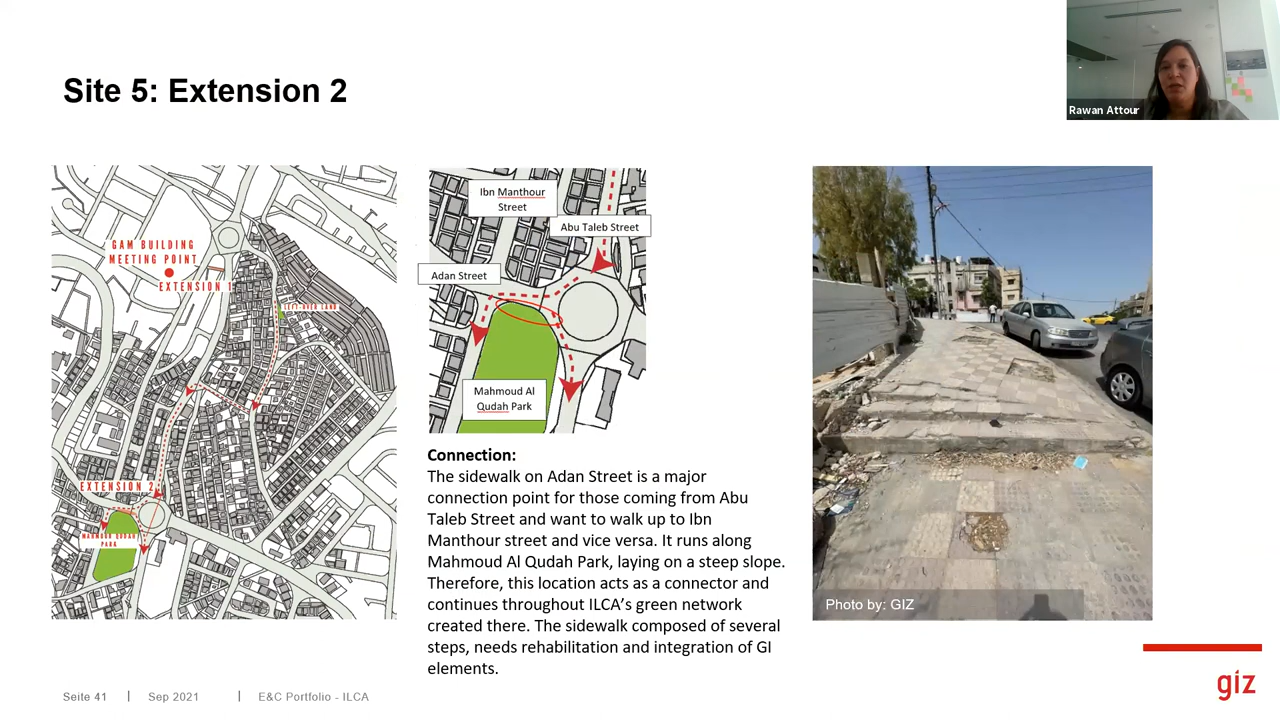 Site 5: Extension 2
Rawan Attour
GAM BUILDING
MEETING POINT
EXTENSION 1
LEFT-OVER LAND
EXTENSION 2
MAHMOUD QUDAH
PARK
Ibn Manthour
Street
Abu Taleb Street
Adan Street
Mahmoud Al
Qudah Park
Connection:
The sidewalk on Adan Street is a major
connection point for those coming from Abu
Taleb Street and want to walk up to Ibn
Manthour street and vice versa. It runs along
Mahmoud Al Qudah Park, laying on a steep slope.
Therefore, this location acts as a connector and
continues throughout ILCA’s green network
created there. The sidewalk composed of several
steps, needs rehabilitation and integration of GI
elements.
Photo by: GIZ
Seite 41 | Sep 2021 | E&C Portfolio - ILCA
giz